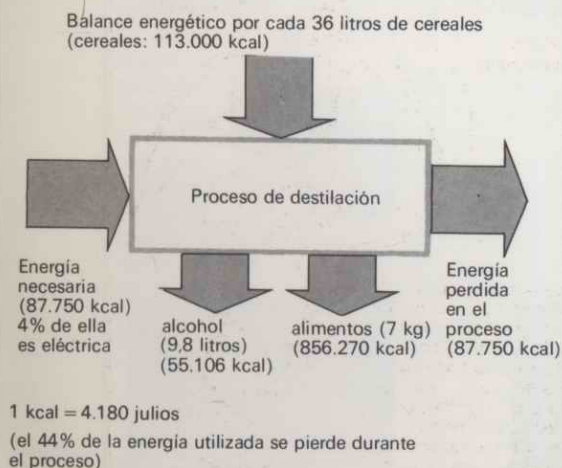 Balance energético por cada 36 litros de cereales
(cereales: 113.000 kcal)
Proceso de destilación
Energía
necesaria
(87.750 kcal)
4% de ella
es eléctrica
alcohol
(9,8 litros)
(55.106 kcal)
alimentos (7 kg)
(856.270 kcal)
Energía
perdida
en el
proceso
(87.750 kcal)
1 kcal = 4.180 julios
(el 44% de la energía utilizada se pierde durante
el proceso)